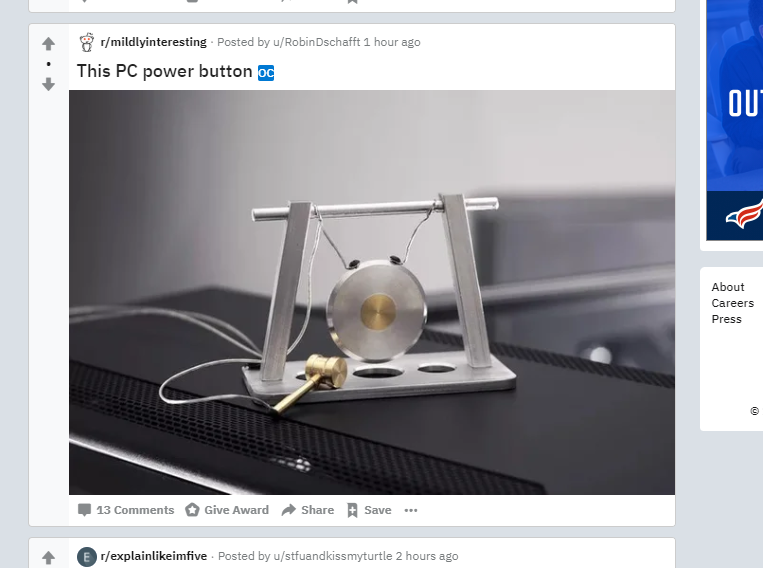 r/mildlyinteresting · Posted by u/RobinDschafft 1 hour ago
•
This PC power button OC
13 Comments Give Award Share Save •••
E r/explainlikeimfive · Posted by u/stfuandkissmyturtle 2 hours ago
OUT
About
Careers
Press
©